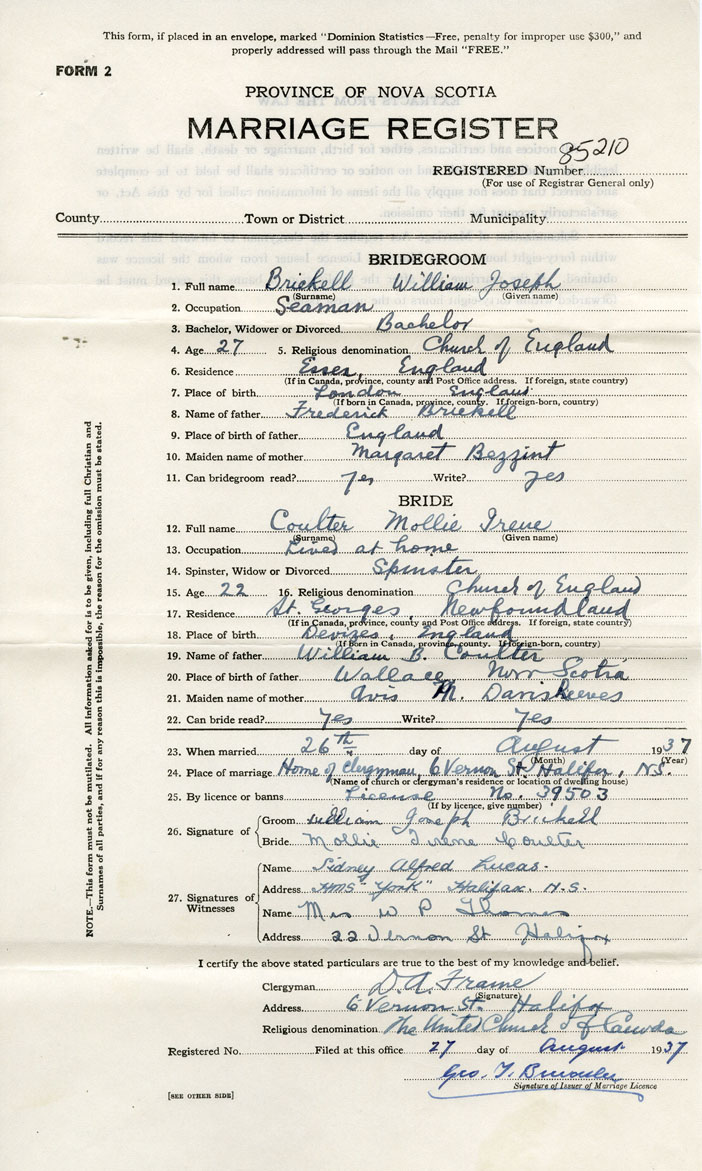 This form, if placed in an envelope, marked "Dominion Statistics—Free, penalty for improper use $300," and
properly addressed will pass through the Mail "FREE."
FORM 2
PROVINCE OF NOVA SCOTIA
MARRIAGE REGISTER
REGISTERED Number 85210
(For use of Registrar General only)
County Town or District Municipality
BRIDEGROOM
1. Full name Brickell William Joseph
(Surname) (Given name)
2. Occupation Seaman
3. Bachelor, Widower or Divorced Bachelor
4. Age 27 5. Religious denomination Church of England
6. Residence Essex, England
(If in Canada, province, county and Post Office address. If foreign, state country)
7. Place of birth London England
(If born in Canada, province, county. If foreign-born, county)
8. Name of father Frederick Brickell
9. Place of birth of father England
10. Maiden name of mother Margaret Bezzint
11. Can bridegroom read? yes Write? yes
BRIDE
12. Full name Coulter Mollie Irene
(Surname) (Given name)
13. Occupation Lived at home
14. Spinster, Widow or Divorced Spinster
15. Age 22 16. Religious denomination Church of England
17. Residence St. Georges, Newfoundland
(If in Canada, province, county and Post Office address. If foreign, state country)
18. Place of birth Devizes, England
(If born in Canada, province, county. If foreign-born, county)
19. Name of father William B. Coulter
20. Place of birth of father Wallace Nova Scotia
21. Maiden name of mother Avis M.
22. Can bride read? yes Write? yes
23. When married 26th day of August 1937
(Month) (Year)
24. Place of marriage Home of Clergyman, 6 Vernon St. Halifax, N.S.
(Name of church or clergyman's residence or location of dwelling house)
25. By licence or banns License No. 39503
(If by licence, give number)
26. Signature of
Groom William Joseph Brickell
Bride Mollie Irene Coulter
27. Signatures of Witnesses
Name Sidney Alfred Lucas.
Address HMS "York" Halifax. N.S.
Name Mrs W P Thomas
Address 22 Vernon St Halifax
I certify the above stated particulars are true to the best of my knowledge and belief.
Clergyman D. A. Frame
(Signature)
Address 6 Vernon St. Halifax
Religious denomination The United Church of Canada
Registered No. Filed at this office 27 day of August 1937
Geo. T.
Signature of Issuer of Marriage Licence
[SEE OTHER SIDE]
NOTE.—This form must not be mutilated. All information asked for is to be given, including full Christian and
Surnames of all parties, and if for any reason this is impossible, the reason for the omission must be stated.